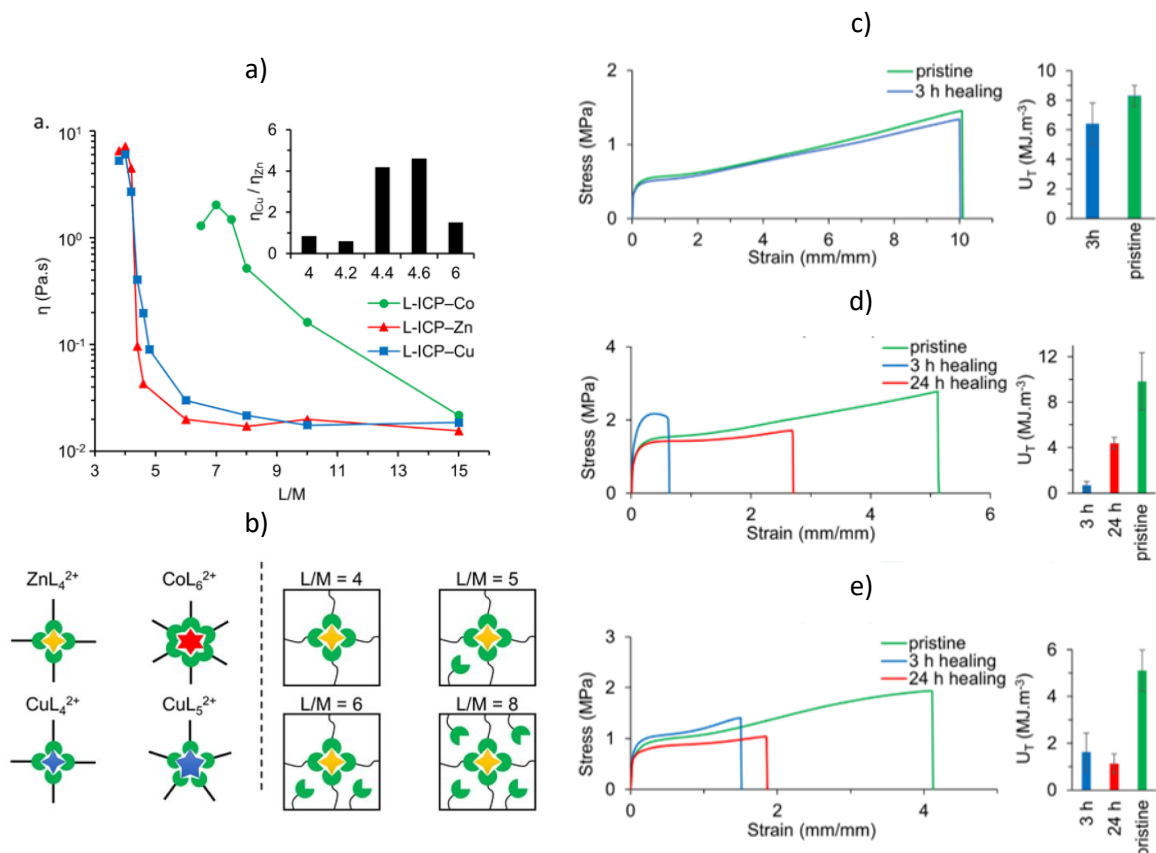 a)
a.
10¹
10⁰
10⁻¹
10⁻²
η (Pa.s)
3 5 7 9 11 13 15
L/M
6
4
2
0
ηCu / ηZn
4 4.2 4.4 4.6 6
L-ICP–Co
L-ICP–Zn
L-ICP–Cu
b)
ZnL₄²⁺ CoL₆²⁺
CuL₄²⁺ CuL₅²⁺
L/M = 4 L/M = 5
L/M = 6 L/M = 8
c)
pristine
3 h healing
2
1
0
Stress (MPa)
0 2 4 6 8 10
Strain (mm/mm)
10
8
6
4
2
0
U_T (MJ.m⁻³)
3h
pristine
d)
pristine
3 h healing
24 h healing
4
2
0
Stress (MPa)
0 2 4 6
Strain (mm/mm)
12
8
4
0
U_T (MJ.m⁻³)
3 h
24 h
pristine
e)
pristine
3 h healing
24 h healing
3
2
1
0
Stress (MPa)
0 2 4
Strain (mm/mm)
6
4
2
0
U_T (MJ.m⁻³)
3 h
24 h
pristine